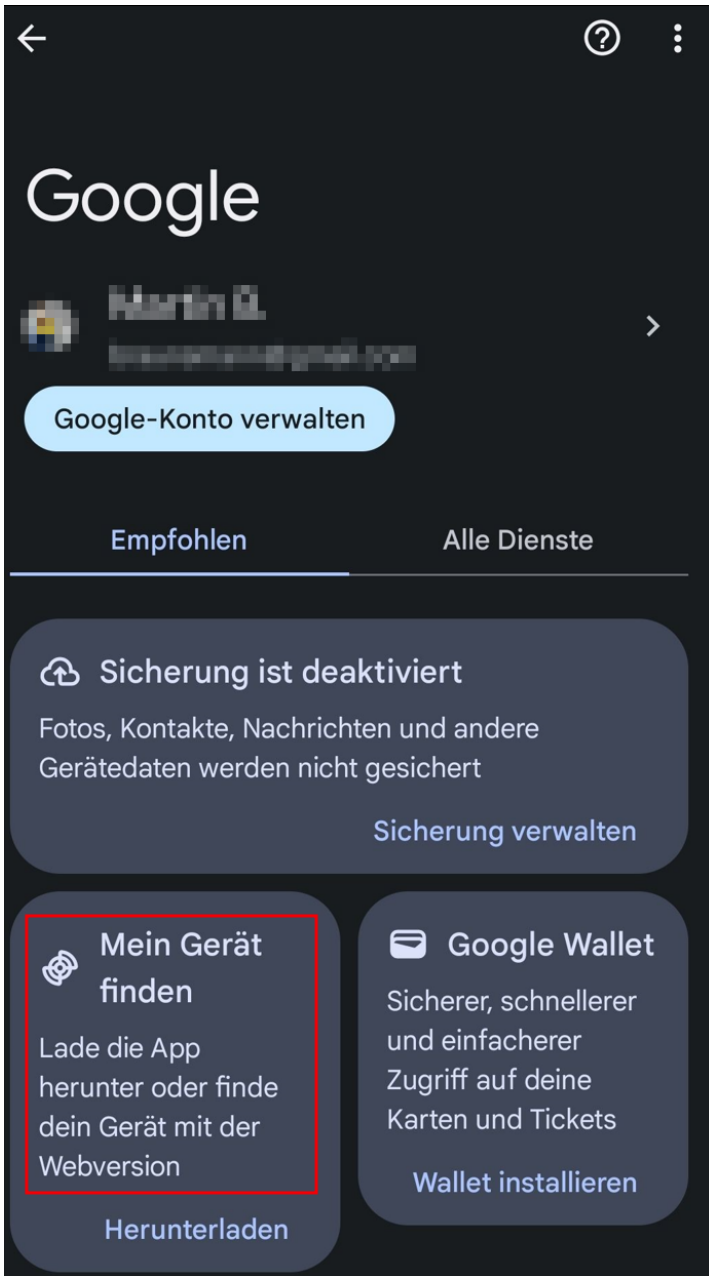 Google
Google-Konto verwalten
Empfohlen
Alle Dienste
Sicherung ist deaktiviert
Fotos, Kontakte, Nachrichten und andere
Gerätedaten werden nicht gesichert
Sicherung verwalten
Mein Gerät
finden
Lade die App
herunter oder finde
dein Gerät mit der
Webversion
Herunterladen
Google Wallet
Sicherer, schnellerer
und einfacherer
Zugriff auf deine
Karten und Tickets
Wallet installieren